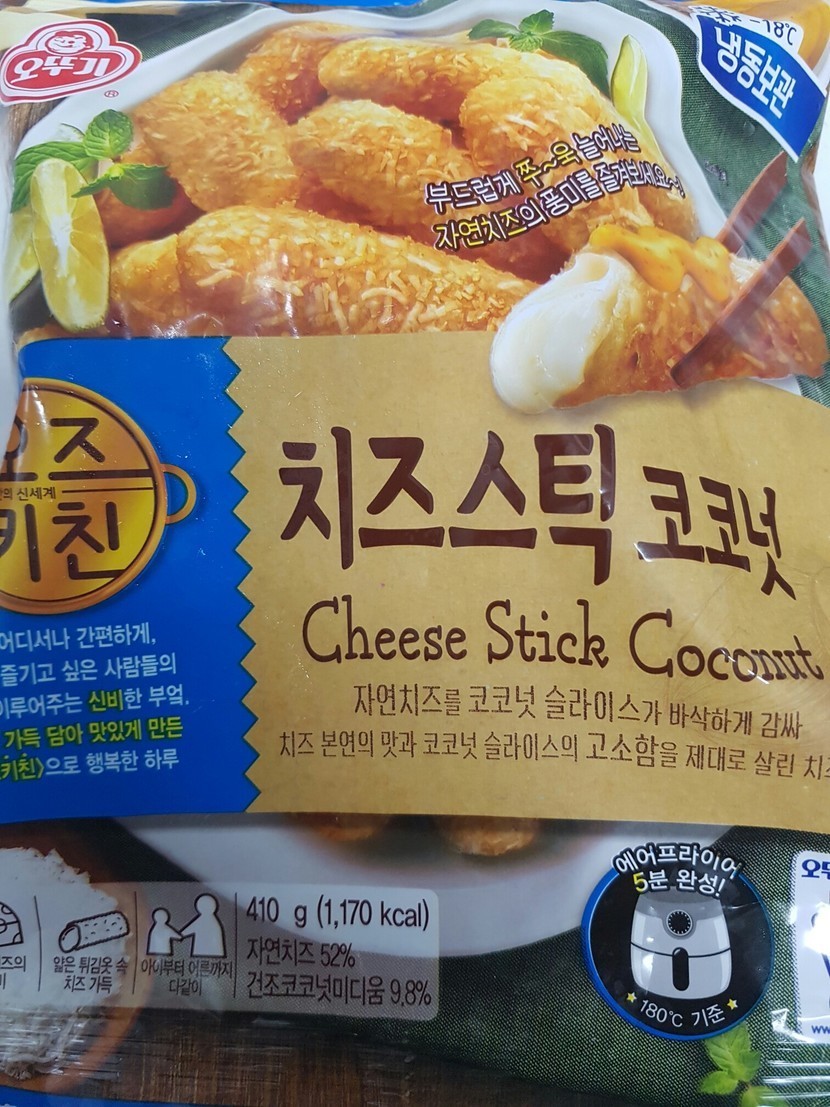 오뚜기
®
-18℃
냉동보관
부드럽게 쭈~욱 늘어나는
자연치즈의 풍미를 즐겨보세요~!
오즈
의 신세계
키친
어디서나 간편하게,
즐기고 싶은 사람들의
이루어주는 신비한 부엌.
가득 담아 맛있게 만든
키친>으로 행복한 하루
치즈스틱 코코넛
Cheese Stick Coconut
자연치즈를 코코넛 슬라이스가 바삭하게 감싸
치즈 본연의 맛과 코코넛 슬라이스의 고소함을 제대로 살린 치즈
에어프라이어
5분 완성!
180℃ 기준
얇은 튀김옷 속
치즈 가득
아이부터 어른까지
다같이
410 g (1,170 kcal)
자연치즈 52%
건조코코넛미디움 9.8%